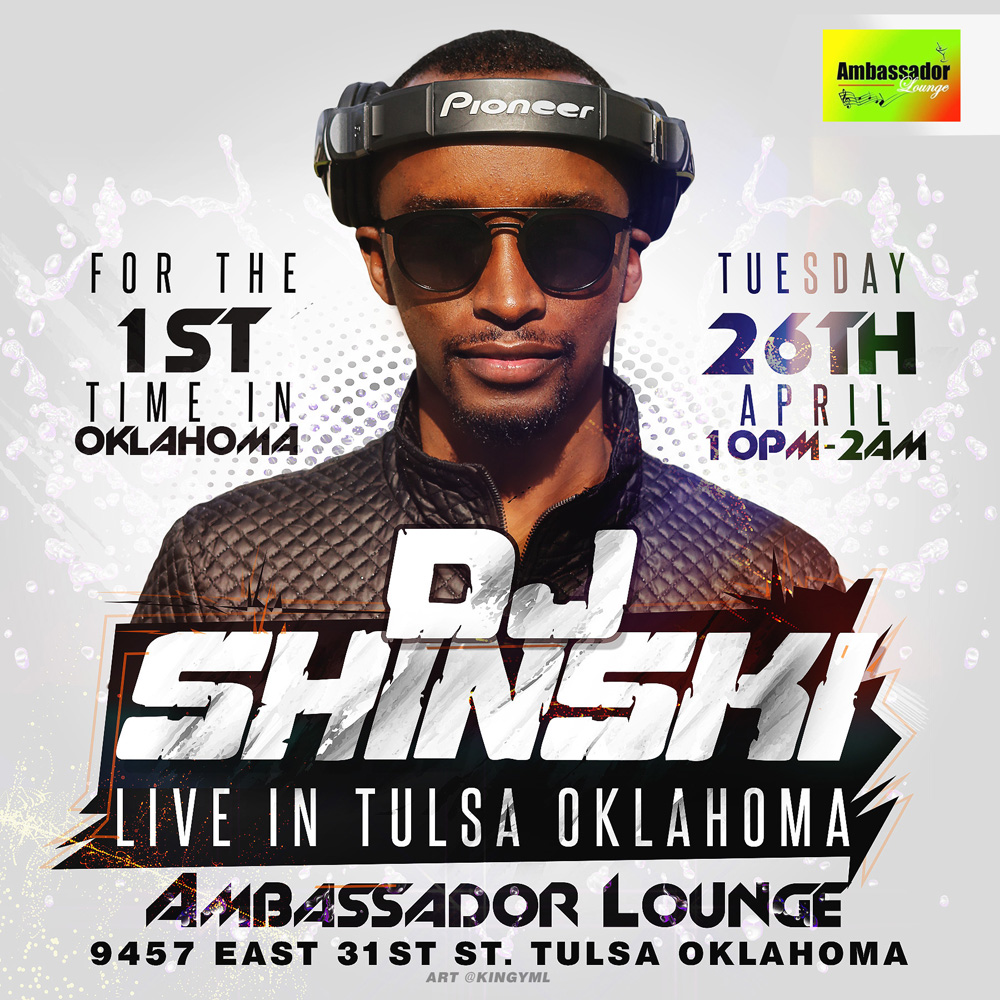 Ambassador
Lounge
Pioneer
FOR THE
1ST
TIME IN
OKLAHOMA
TUESDAY
26TH
APRIL
10PM-2AM
DJ
SHINSKI
LIVE IN TULSA OKLAHOMA
AMBASSADOR LOUNGE
9457 EAST 31ST ST. TULSA OKLAHOMA
ART @KINGYML